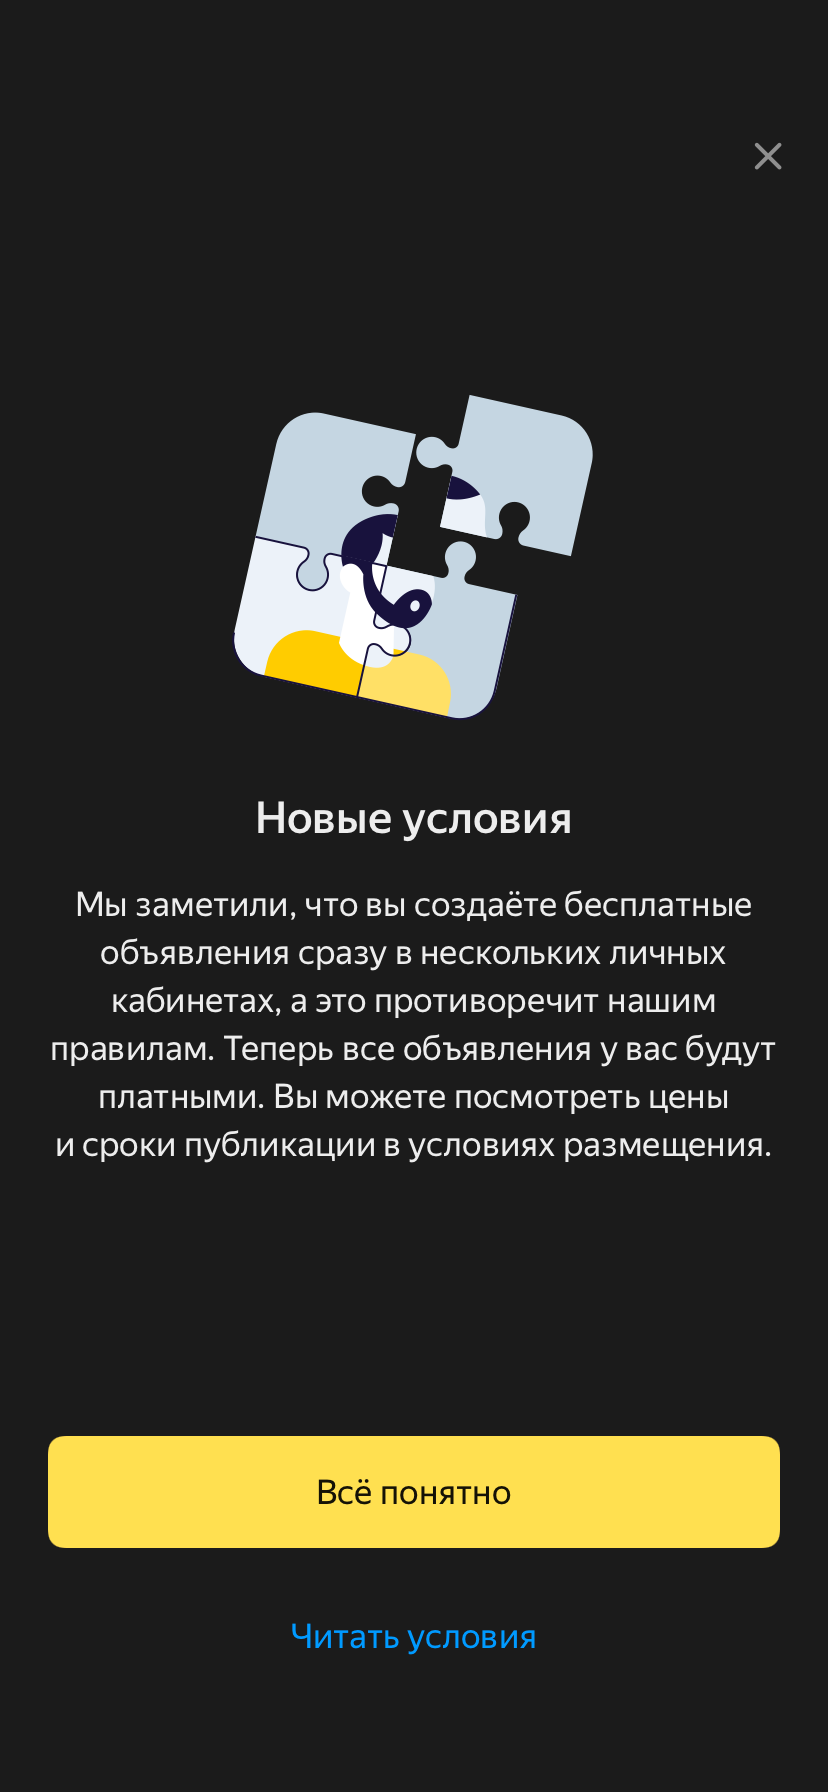 Новые условия
Мы заметили, что вы создаёте бесплатные
объявления сразу в нескольких личных
кабинетах, а это противоречит нашим
правилам. Теперь все объявления у вас будут
платными. Вы можете посмотреть цены
и сроки публикации в условиях размещения.
Всё понятно
Читать условия